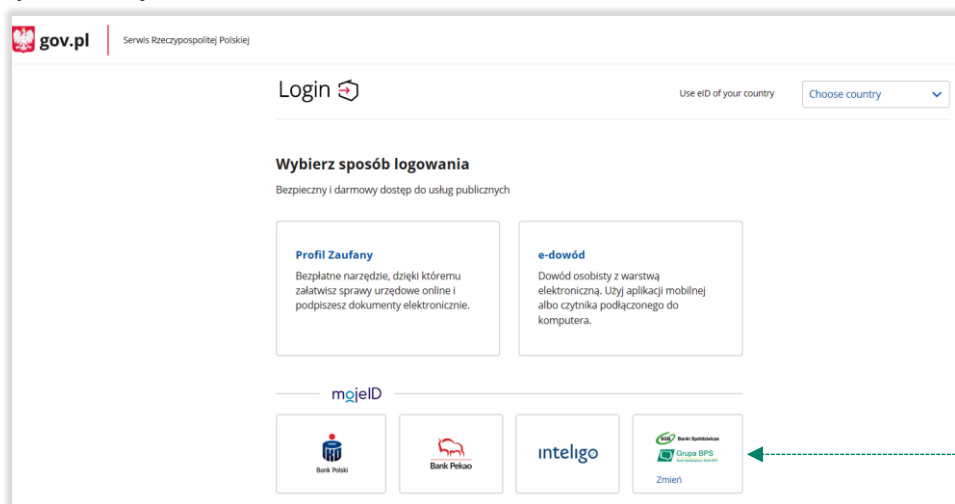 gov.pl
Serwis Rzeczypospolitej Polskiej
Login
Use eID of your country
Choose country
Wybierz sposób logowania
Bezpieczny i darmowy dostęp do usług publicznych
Profil Zaufany
Bezpłatne narzędzie, dzięki któremu
załatwisz sprawy urzędowe online i
podpiszesz dokumenty elektronicznie.
e-dowód
Dowód osobisty z warstwą
elektroniczną. Użyj aplikacji mobilnej
albo czytnika podłączonego do
komputera.
mojeID
Bank Polski
Bank Pekao
inteligo
SGB Banki Spółdzielcze
Grupa BPS
Zmień